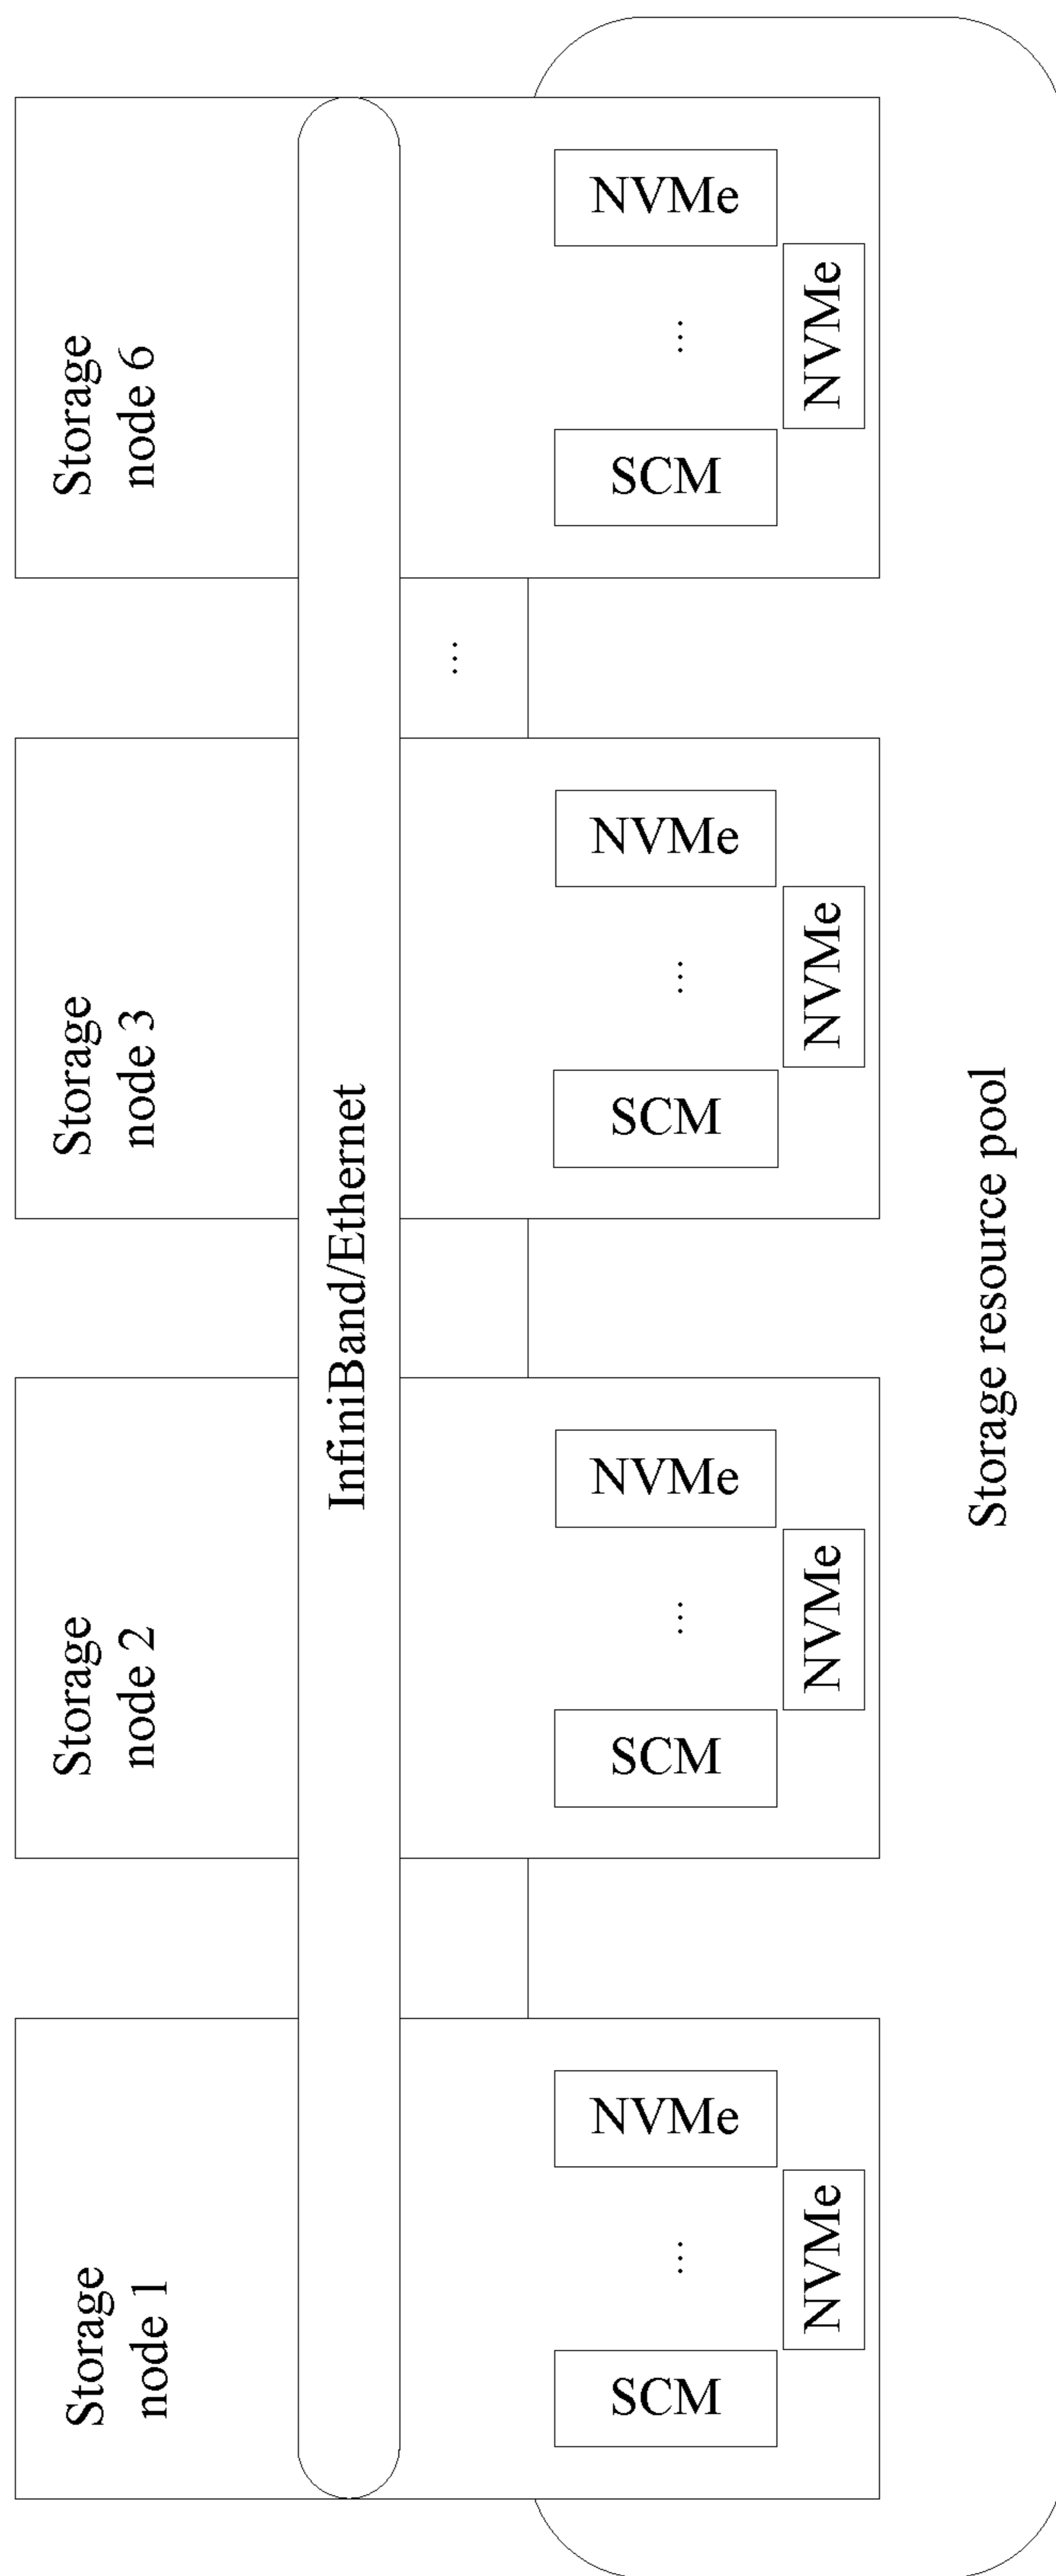 Storage
node 1
Storage
node 2
Storage
node 3
Storage
node 6
InfiniBand/Ethernet
...
SCM
...
NVMe
NVMe
SCM
...
NVMe
NVMe
SCM
...
NVMe
NVMe
SCM
...
NVMe
NVMe
Storage resource pool